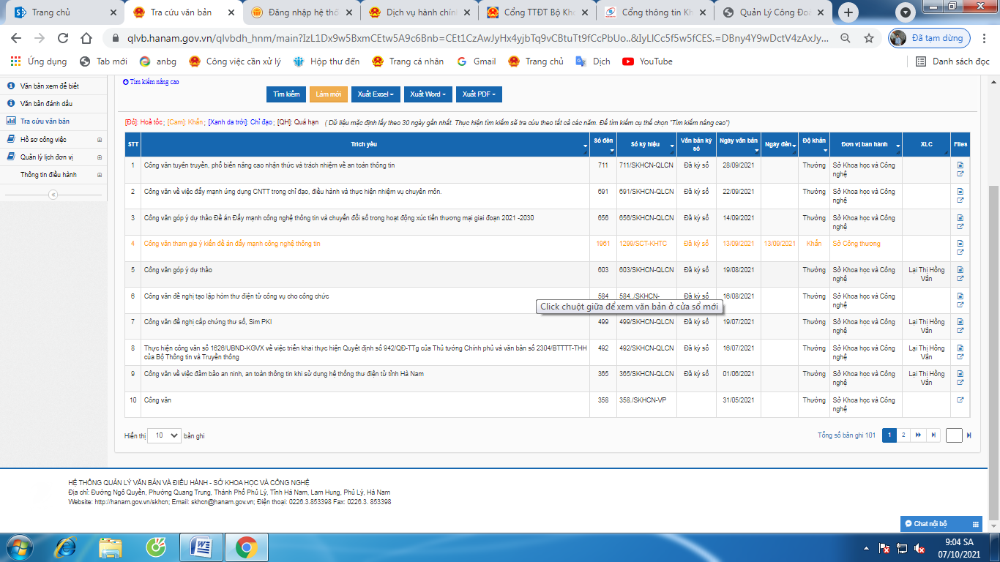 Trang chủ
Tra cứu văn bản
Đăng nhập hệ thố
Dịch vụ hành chín
Cổng TTĐT Bộ Kho
Cổng thông tin Kh
Quản Lý Công Đoà
qlvb.hanam.gov.vn/qlvbdh_hnm/main?IzL1Dx9w5BxmCEtw5A9c6Bnb=CEt1CzAwJyHx4yjbTq9vCBtuTt9fCcPbUo..&IyLlCc5f5w5fCES.=DBny4Y9wDctV4zAxJy...
Đã tạm dừng
Ứng dụng
Tab mới
anbg
Công việc cần xử lý
Hộp thư đến
Trang cá nhân
Gmail
Trang chủ
Dịch
YouTube
Danh sách đọc
Văn bản xem để biết
Văn bản đánh dấu
Tra cứu văn bản
Hồ sơ công việc
Quản lý lịch đơn vị
Thông tin điều hành
Tìm kiếm nâng cao
Tìm kiếm
Làm mới
Xuất Excel
Xuất Word
Xuất PDF
[Đỏ]: Hoả tốc; [Cam]: Khẩn; [Xanh da trời]: Chỉ đạo; [QH]: Quá hạn ( Dữ liệu mặc định lấy theo 30 ngày gần nhất. Thực hiện tìm kiếm sẽ tra cứu theo tất cả các năm. Để tìm kiếm cụ thể chọn "Tìm kiếm nâng cao")
STT Trích yếu Số đến Số ký hiệu Văn bản ký số Ngày văn bản Ngày đến Độ khẩn Đơn vị ban hành XLC Files
1 Công văn tuyên truyền, phổ biến nâng cao nhận thức và trách nhiệm về an toàn thông tin 711 711/SKHCN-QLCN Đã ký số 28/09/2021 Thường Sở Khoa học và Công nghệ
2 Công văn về việc đẩy mạnh ứng dụng CNTT trong chỉ đạo, điều hành và thực hiện nhiệm vụ chuyên môn. 691 691/SKHCN-QLCN Đã ký số 22/09/2021 Thường Sở Khoa học và Công nghệ
3 Công văn góp ý dự thảo Đề án Đẩy mạnh công nghệ thông tin và chuyển đổi số trong hoạt động xúc tiến thương mại giai đoạn 2021 -2030 656 656/SKHCN-QLCN Đã ký số 14/09/2021 Thường Sở Khoa học và Công nghệ
4 Công văn tham gia ý kiến đề án đẩy mạnh công nghệ thông tin 1961 1299/SCT-KHTC Đã ký số 13/09/2021 13/09/2021 Khẩn Sở Công thương
5 Công văn góp ý dự thảo 603 603/SKHCN-QLCN Đã ký số 19/08/2021 Thường Sở Khoa học và Công nghệ Lại Thị Hồng Vân
6 Công văn đề nghị tạo lập hòm thư điện tử công vụ cho công chức 584 584../SKHCN- Đã ký số 16/08/2021 Thường Sở Khoa học và Công nghệ
Click chuột giữa để xem văn bản ở cửa sổ mới
7 Công văn đề nghị cấp chứng thư số, Sim PKI 499 499/SKHCN-QLCN Đã ký số 19/07/2021 Thường Sở Khoa học và Công nghệ Lại Thị Hồng Vân
8 Thực hiện công văn số 1626/UBND-KGVX về việc triển khai thực hiện Quyết định số 942/QĐ-TTg của Thủ tướng Chính phủ và văn bản số 2304/BTTTT-THH của Bộ Thông tin và Truyền thông 492 492/SKHCN-QLCN Đã ký số 16/07/2021 Thường Sở Khoa học và Công nghệ Lại Thị Hồng Vân
9 Công văn về việc đảm bảo an ninh, an toàn thông tin khi sử dụng hệ thống thư điện tử tỉnh Hà Nam 365 365/SKHCN-QLCN Đã ký số 01/06/2021 Thường Sở Khoa học và Công nghệ Lại Thị Hồng Vân
10 Công văn 358 358./SKHCN-VP 31/05/2021 Thường Sở Khoa học và Công nghệ
Hiển thị 10 bản ghi
Tổng số bản ghi 101 1 2
HỆ THỐNG QUẢN LÝ VĂN BẢN VÀ ĐIỀU HÀNH - SỞ KHOA HỌC VÀ CÔNG NGHỆ
Địa chỉ: Đường Ngô Quyền, Phường Quang Trung, Thành Phố Phủ Lý, Tỉnh Hà Nam, Lam Hung, Phủ Lý, Hà Nam
Website: http://hanam.gov.vn/skhcn; Email: skhcn@hanam.gov.vn; Điện thoại: 0226.3.853398 Fax: 0226.3. 853398
Chat nội bộ
9:04 SA
07/10/2021